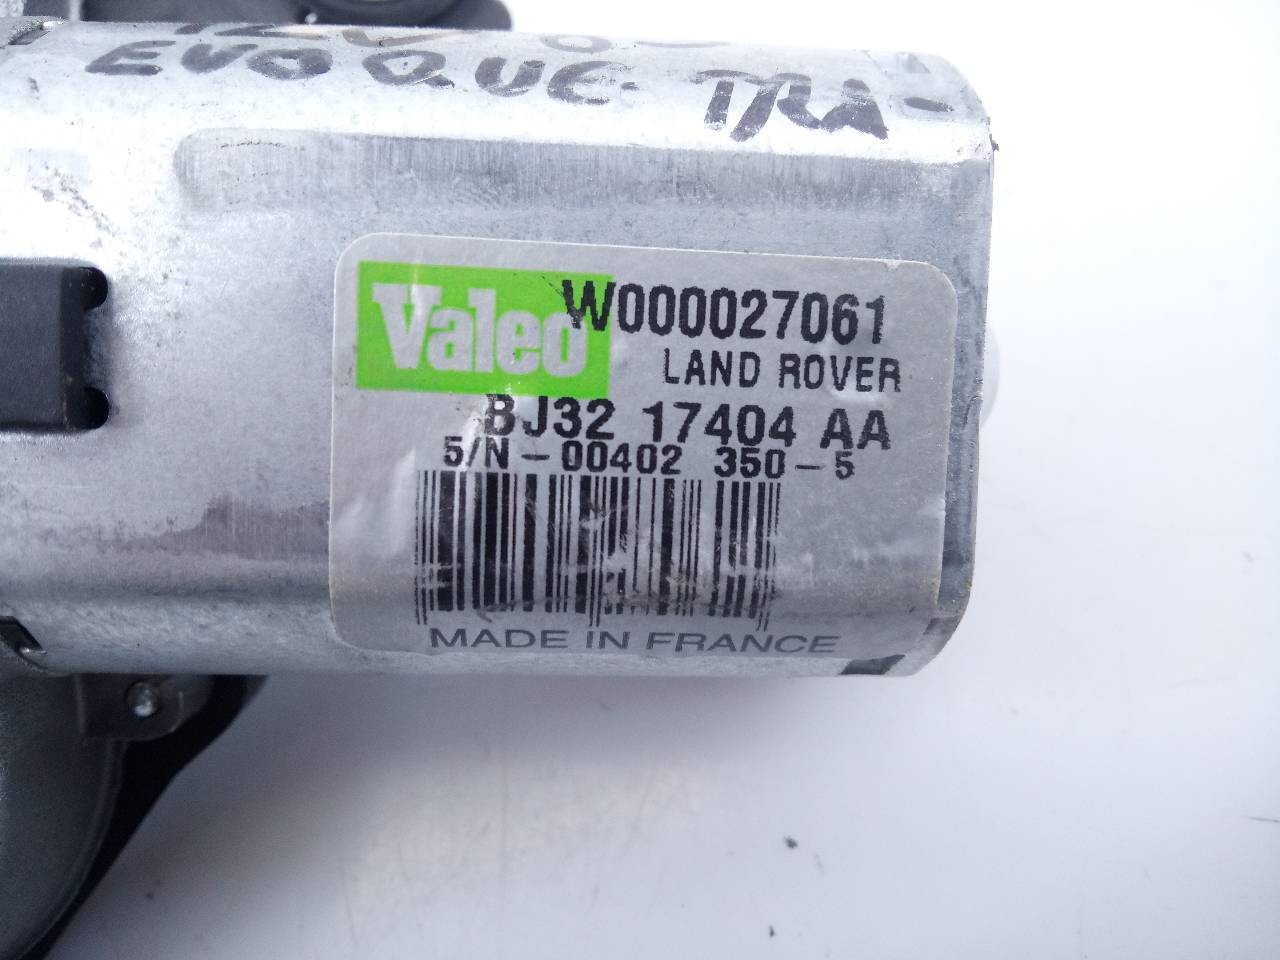 EVOQUE TRA-
Valeo W000027061
LAND ROVER
BJ32 17404 AA
S/N-00402 350-5
MADE IN FRANCE